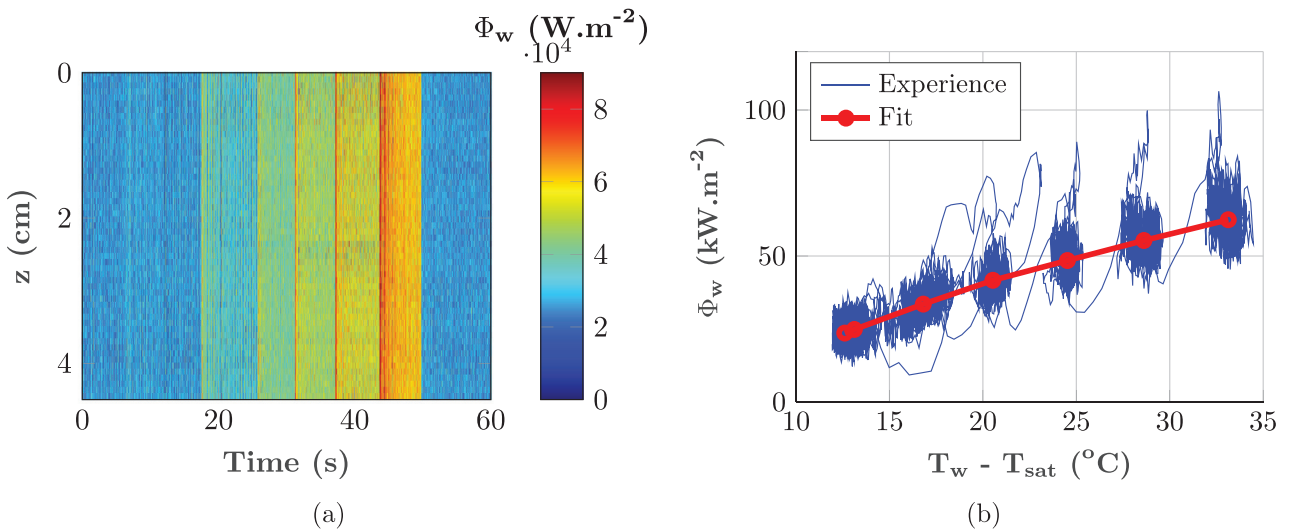 Φw (W.m-2)
·10^4
0
2
4
z (cm)
0
20
40
60
Time (s)
8
6
4
2
0
(a)
Experience
Fit
100
50
0
Φw (kW.m-2)
10
15
20
25
30
35
Tw - Tsat (oC)
(b)